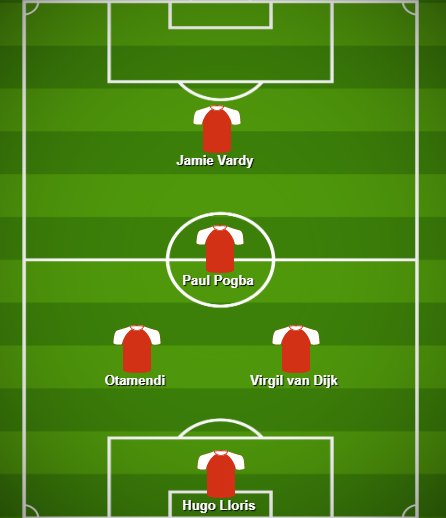 Jamie Vardy
Paul Pogba
Otamendi
Virgil van Dijk
Hugo Lloris